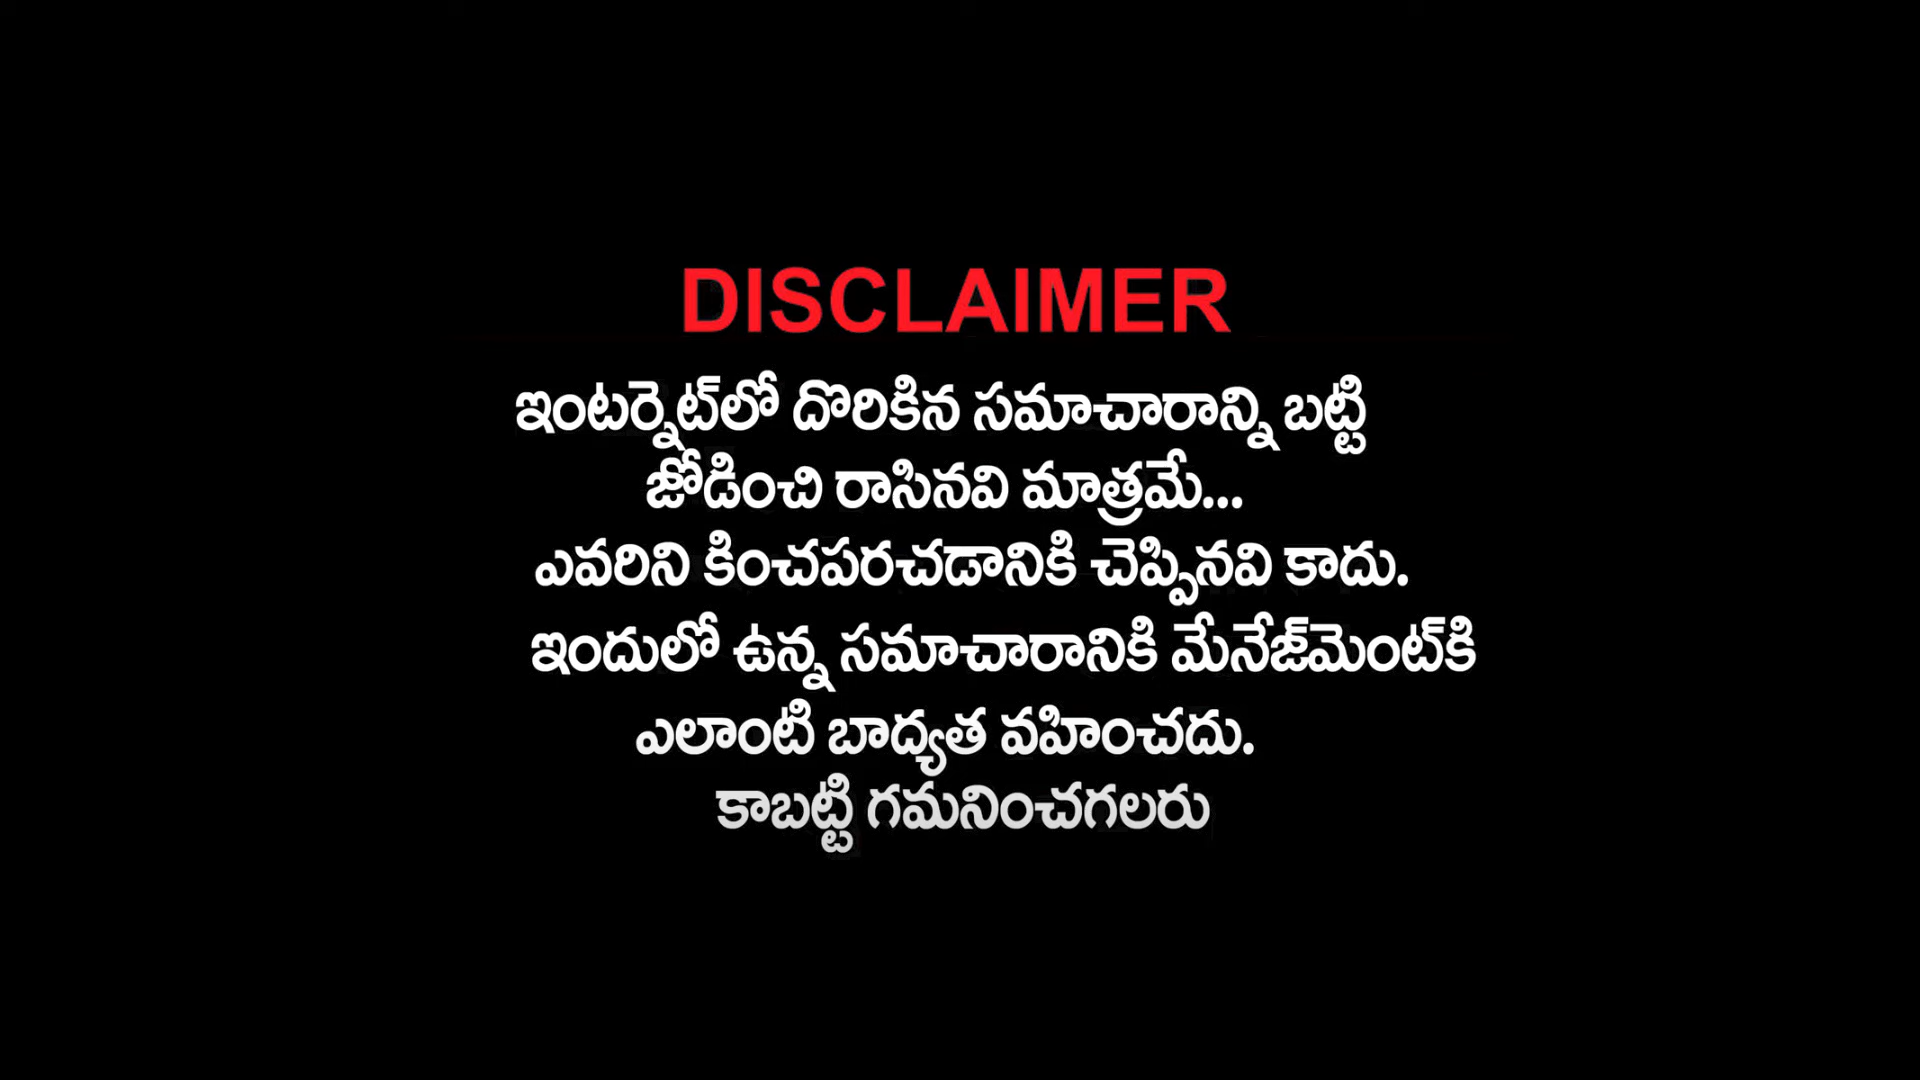 DISCLAIMER
ఇంటర్నెట్‌లో దొరికిన సమాచారాన్ని బట్టి
జోడించి రాసినవి మాత్రమే...
ఎవరిని కించపరచడానికి చెప్పినవి కాదు.
ఇందులో ఉన్న సమాచారానికి మేనేజ్‌మెంట్‌కి
ఎలాంటి బాధ్యత వహించదు.
కాబట్టి గమనించగలరు